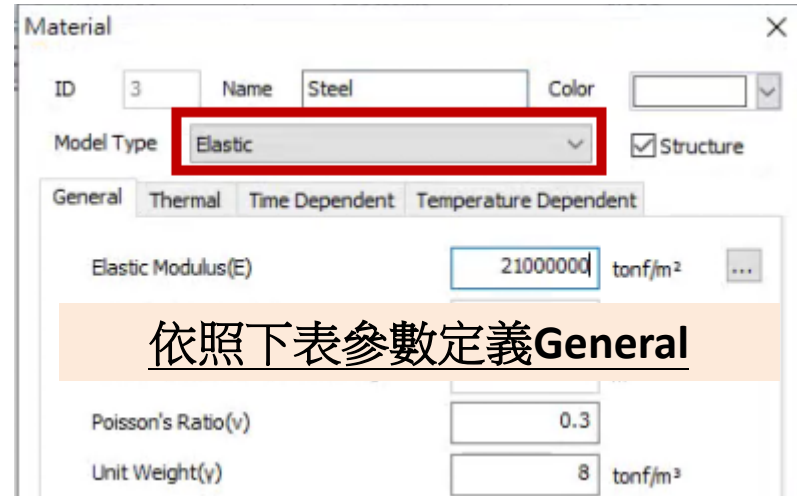 Material
ID 3 Name Steel Color
Model Type Elastic Structure
General Thermal Time Dependent Temperature Dependent
Elastic Modulus(E) 21000000 tonf/m²
...
依照下表參數定義General
Poisson's Ratio(ν) 0.3
Unit Weight(γ) 8 tonf/m³